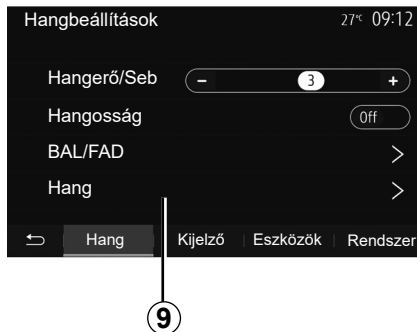 Hangbeállítások 27°C 09:12
Hangerő/Seb - 3 +
Hangosság Off
BAL/FAD >
Hang >
Hang Kijelző Eszközök Rendszer
9